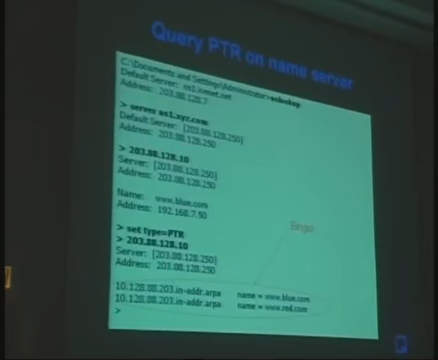 Query PTR on name server
C:\Documents and Settings\Administrator>nslookup
Default Server: ns1.
Address: 203.88.128.7
> server ns1.xyz.com
Default Server: [203.88.128.250]
Address: 203.88.128.250
> 203.88.128.10
Server: [203.88.128.250]
Address: 203.88.128.250
Name: www.blue.com
Address: 192.168.7.50
> set type=PTR
> 203.88.128.10
Server: [203.88.128.250]
Address: 203.88.128.250
Bingo!
10.128.88.203.in-addr.arpa name = www.blue.com
10.128.88.203.in-addr.arpa name = www.red.com
>